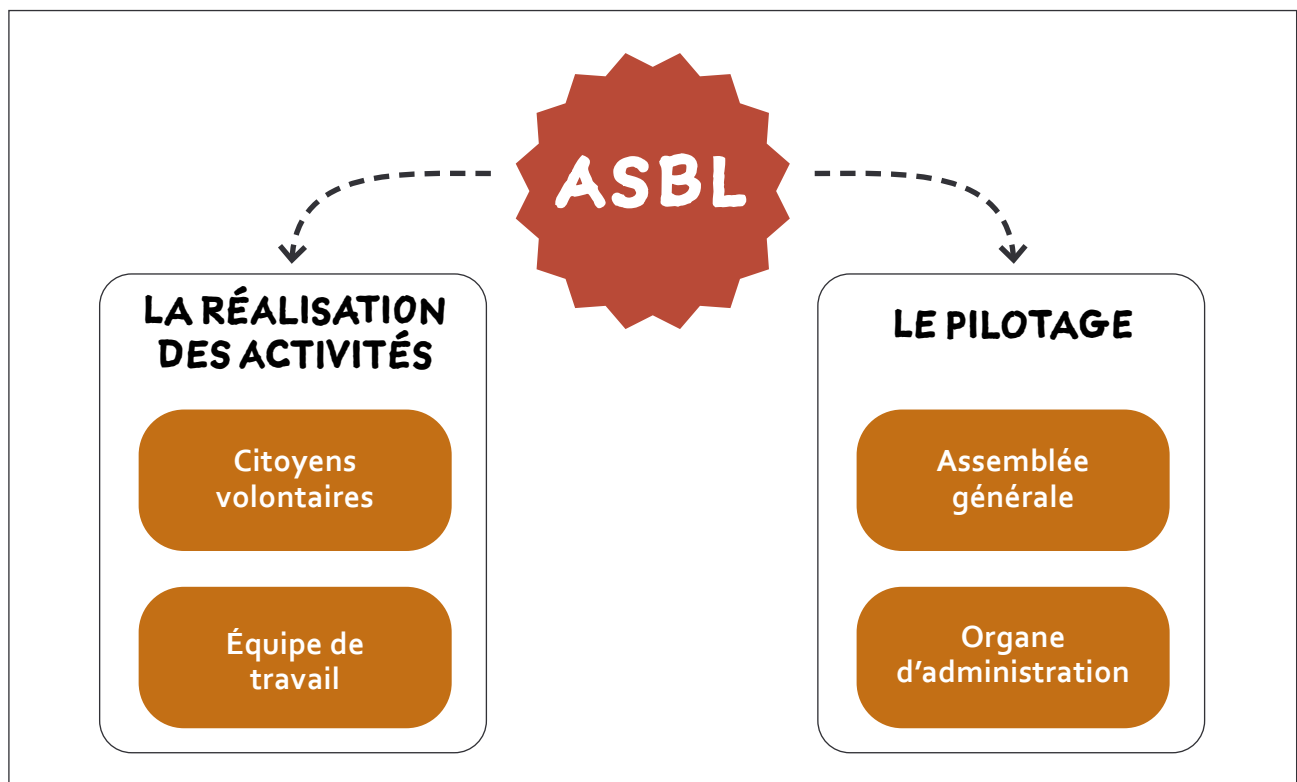 ASBL
LA RÉALISATION
DES ACTIVITÉS
Citoyens
volontaires
Équipe de
travail
LE PILOTAGE
Assemblée
générale
Organe
d’administration